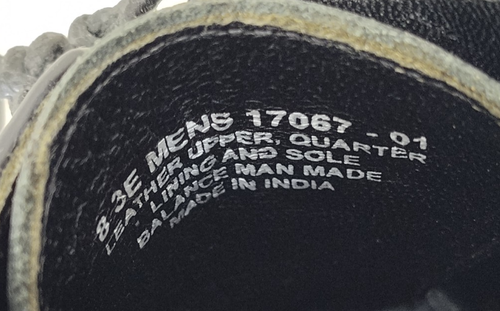 8 3E MENS 17067 - 01
LEATHER UPPER, QUARTER
LINING AND SOLE
BALANCE MAN MADE
MADE IN INDIA